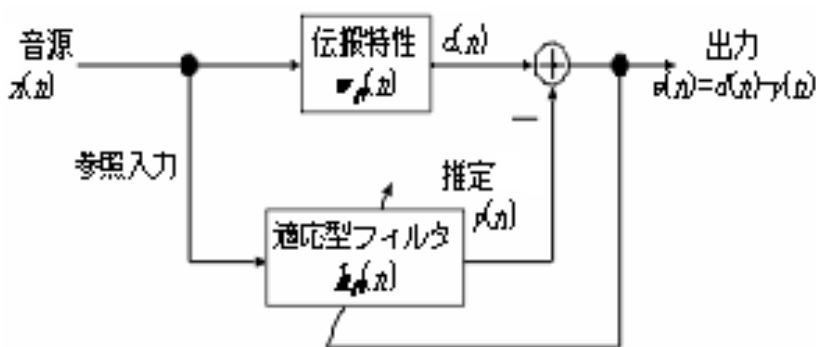 音源
x(n)
伝搬特性
d(n)
出力
e(n)=d(n)-y(n)
参照入力
推定
y(n)
適応型フィルタ